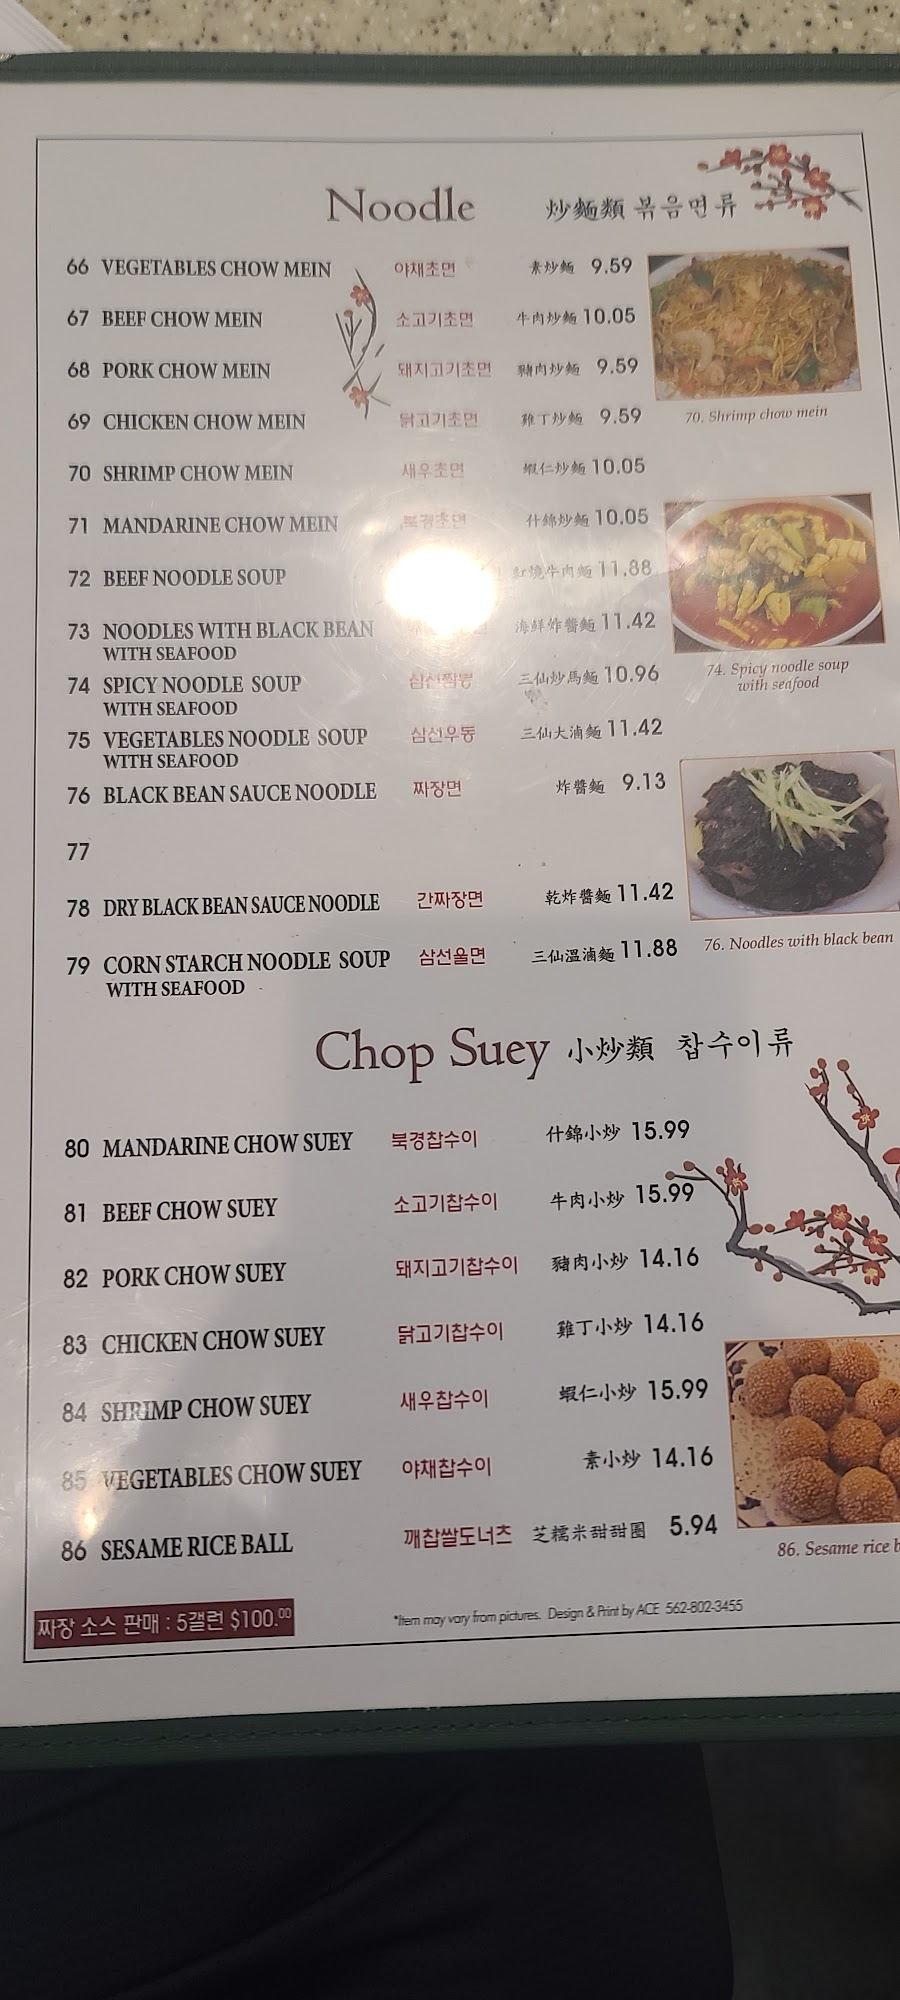 Noodle 炒麵類 볶음면류
66 VEGETABLES CHOW MEIN 야채초면 素炒麵 9.59
67 BEEF CHOW MEIN 소고기초면 牛肉炒麵 10.05
68 PORK CHOW MEIN 돼지고기초면 豬肉炒麵 9.59
69 CHICKEN CHOW MEIN 닭고기초면 雞丁炒麵 9.59
70. Shrimp chow mein
70 SHRIMP CHOW MEIN 새우초면 蝦仁炒麵 10.05
71 MANDARINE CHOW MEIN 북경초면 什錦炒麵 10.05
72 BEEF NOODLE SOUP 紅燒牛肉麵 11.88
73 NOODLES WITH BLACK BEAN 海鮮炸醬麵 11.42
WITH SEAFOOD
74 SPICY NOODLE SOUP 삼선짬뽕 三仙炒馬麵 10.96
WITH SEAFOOD
74. Spicy noodle soup
with seafood
75 VEGETABLES NOODLE SOUP 삼선우동 三仙大滷麵 11.42
WITH SEAFOOD
76 BLACK BEAN SAUCE NOODLE 짜장면 炸醬麵 9.13
77
78 DRY BLACK BEAN SAUCE NOODLE 간짜장면 乾炸醬麵 11.42
76. Noodles with black bean
79 CORN STARCH NOODLE SOUP 삼선울면 三仙溫滷麵 11.88
WITH SEAFOOD
Chop Suey 小炒類 찹수이류
80 MANDARINE CHOW SUEY 북경찹수이 什錦小炒 15.99
81 BEEF CHOW SUEY 소고기찹수이 牛肉小炒 15.99
82 PORK CHOW SUEY 돼지고기찹수이 豬肉小炒 14.16
83 CHICKEN CHOW SUEY 닭고기찹수이 雞丁小炒 14.16
84 SHRIMP CHOW SUEY 새우찹수이 蝦仁小炒 15.99
85 VEGETABLES CHOW SUEY 야채찹수이 素小炒 14.16
86 SESAME RICE BALL 깨찹쌀도너츠 芝糯米甜甜圈 5.94
86. Sesame rice b
짜장 소스 판매 : 5갤런 $100.00
*Item may vary from pictures. Design & Print by ACE 562-802-3455